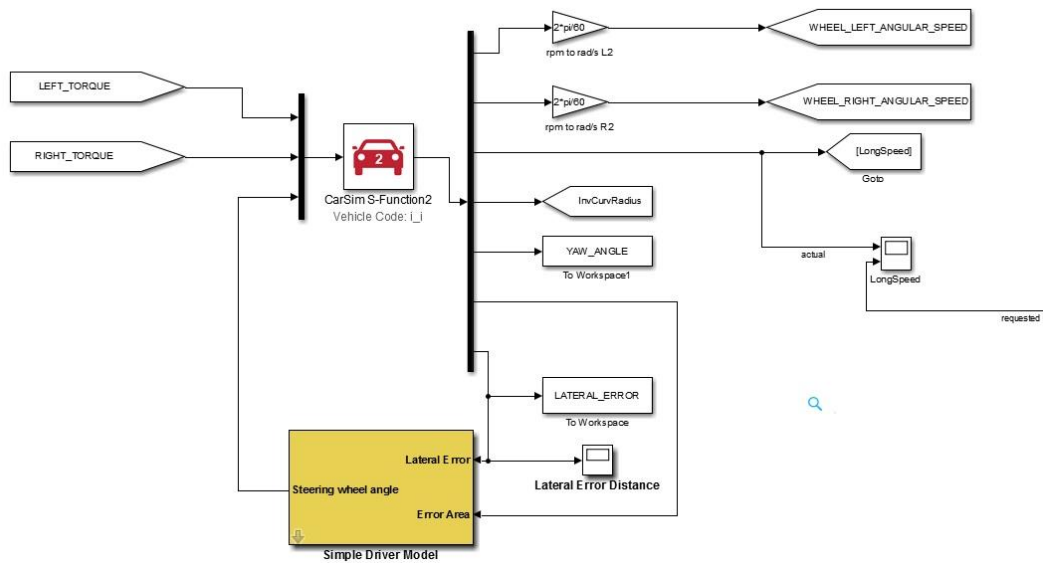 2*pi/60
WHEEL_LEFT_ANGULAR_SPEED
rpm to rad/s L2
LEFT_TORQUE
2*pi/60
WHEEL_RIGHT_ANGULAR_SPEED
rpm to rad/s R2
RIGHT_TORQUE
2
[LongSpeed]
Goto
CarSim S-Function2
Vehicle Code: i_i
InvCurvRadius
YAW_ANGLE
To Workspace1
actual
LongSpeed
requested
LATERAL_ERROR
To Workspace
Lateral Error
Lateral Error Distance
Steering wheel angle
Error Area
Simple Driver Model